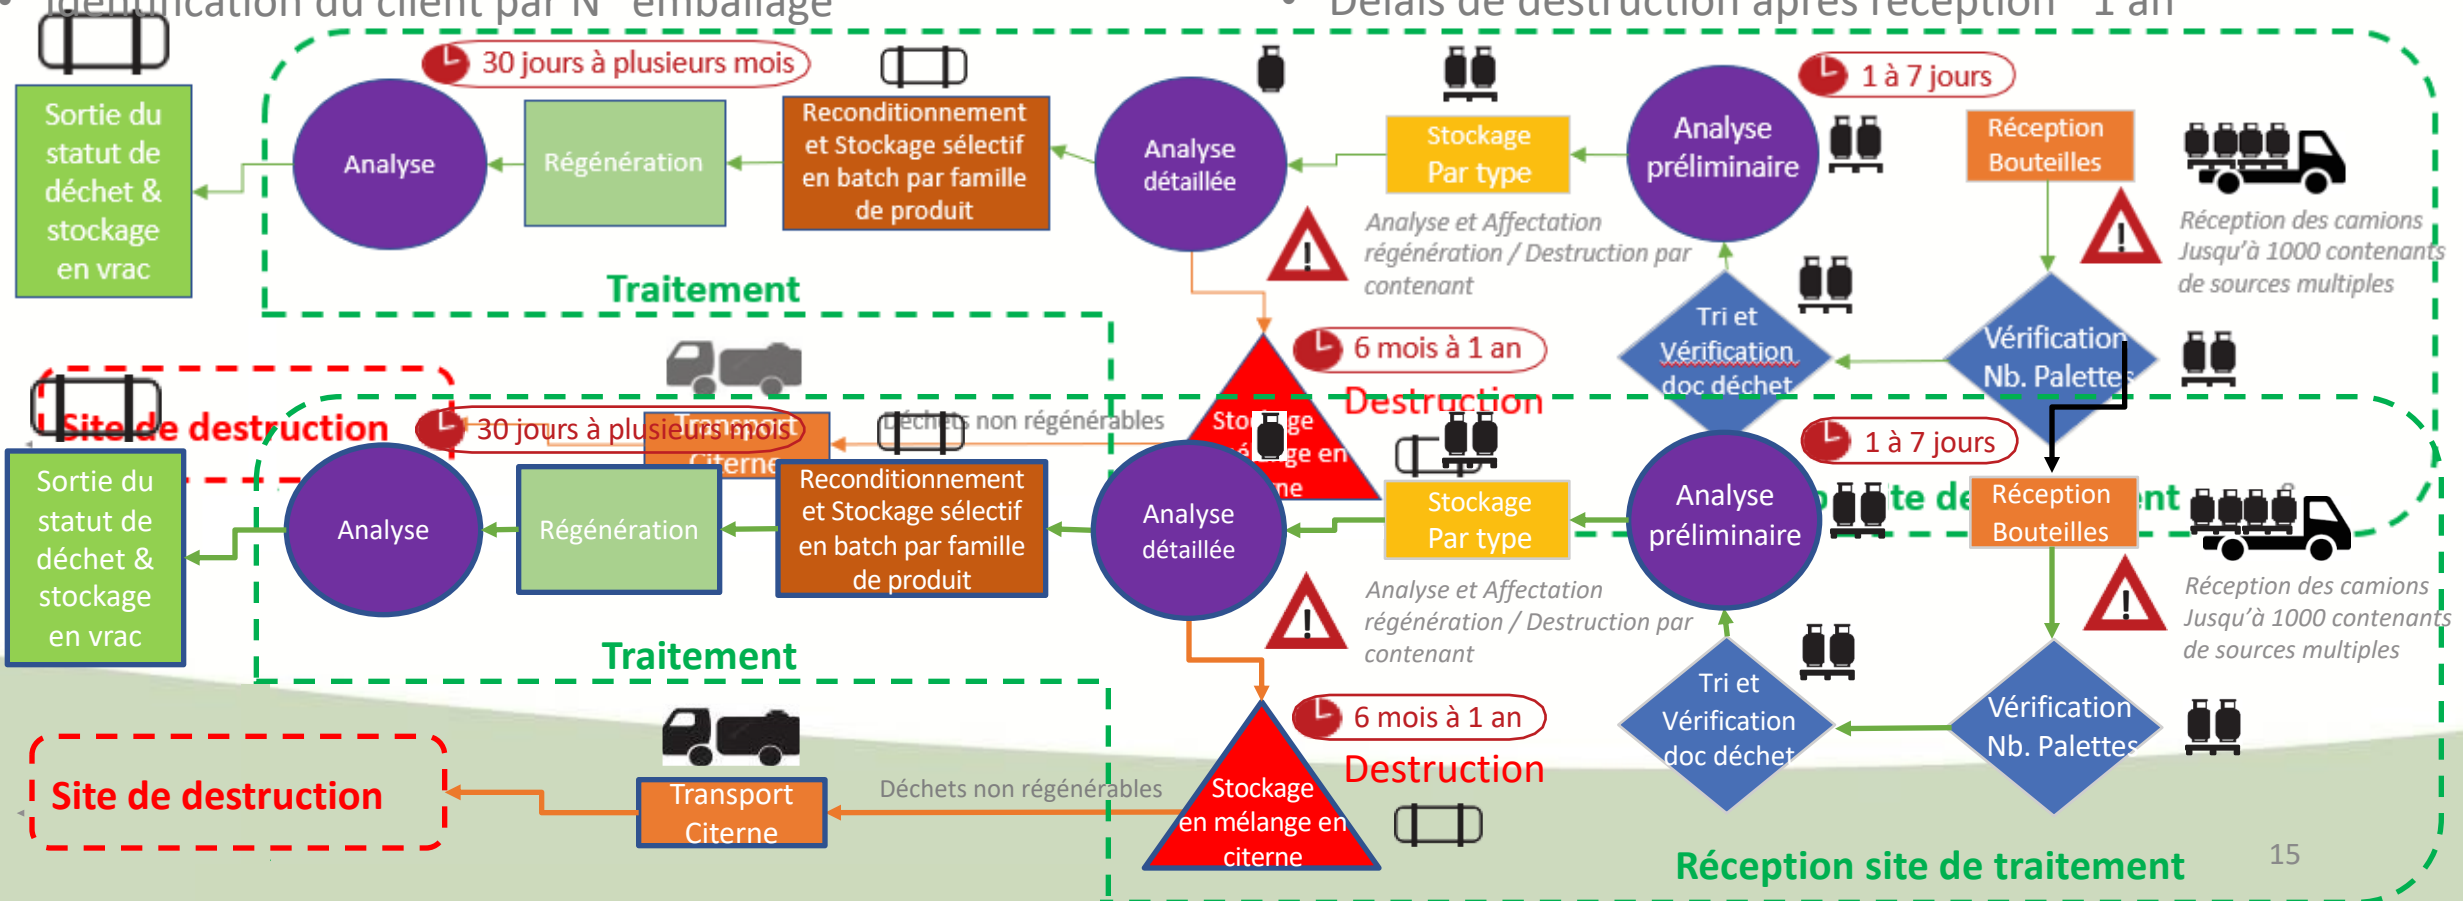 Identification du client par N° emballage
Délais de destruction après réception
1 an
30 jours à plusieurs mois
1 à 7 jours
Sortie du
statut de
déchet &
stockage
en vrac
Analyse
Régénération
Reconditionnement
et Stockage sélectif
en batch par famille
de produit
Analyse
détaillée
Stockage
Par type
Analyse
préliminaire
Réception
Bouteilles
Analyse et Affectation
régénération / Destruction par
contenant
Réception des camions
Jusqu'à 1000 contenants
de sources multiples
Traitement
Tri et
Vérification
doc déchet
Vérification
Nb. Palettes
6 mois à 1 an
Destruction
Site de destruction
Transport
Citerne
Déchets non régénérables
30 jours à plusieurs mois
1 à 7 jours
Sortie du
statut de
déchet &
stockage
en vrac
Analyse
Régénération
Reconditionnement
et Stockage sélectif
en batch par famille
de produit
Analyse
détaillée
Stockage
Par type
Analyse
préliminaire
Réception
Bouteilles
Analyse et Affectation
régénération / Destruction par
contenant
Réception des camions
Jusqu'à 1000 contenants
de sources multiples
Traitement
Tri et
Vérification
doc déchet
Vérification
Nb. Palettes
6 mois à 1 an
Destruction
Site de destruction
Transport
Citerne
Déchets non régénérables
Stockage
en mélange en
citerne
Réception site de traitement
15